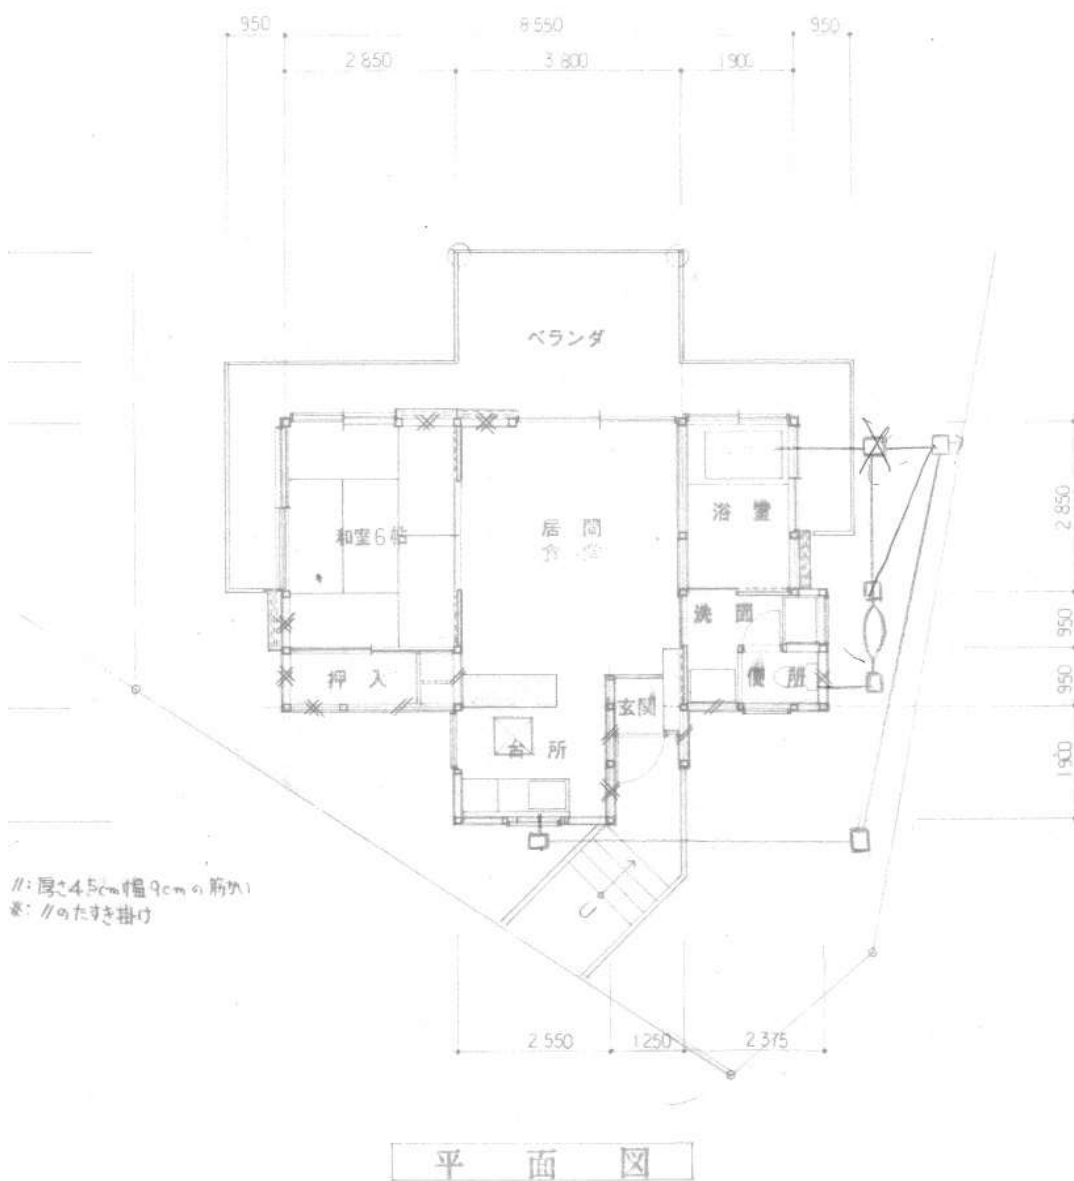 950 8550 950
2850 3800 1900
ベランダ
和室6帖
居間
食堂
浴室
洗面
便所
押入
玄関
台所
2850
950
950
1900
〃:厚さ4.5cm幅9cmの筋かい
※:〃のたすき掛け
U
2550 1250 2375
平面図